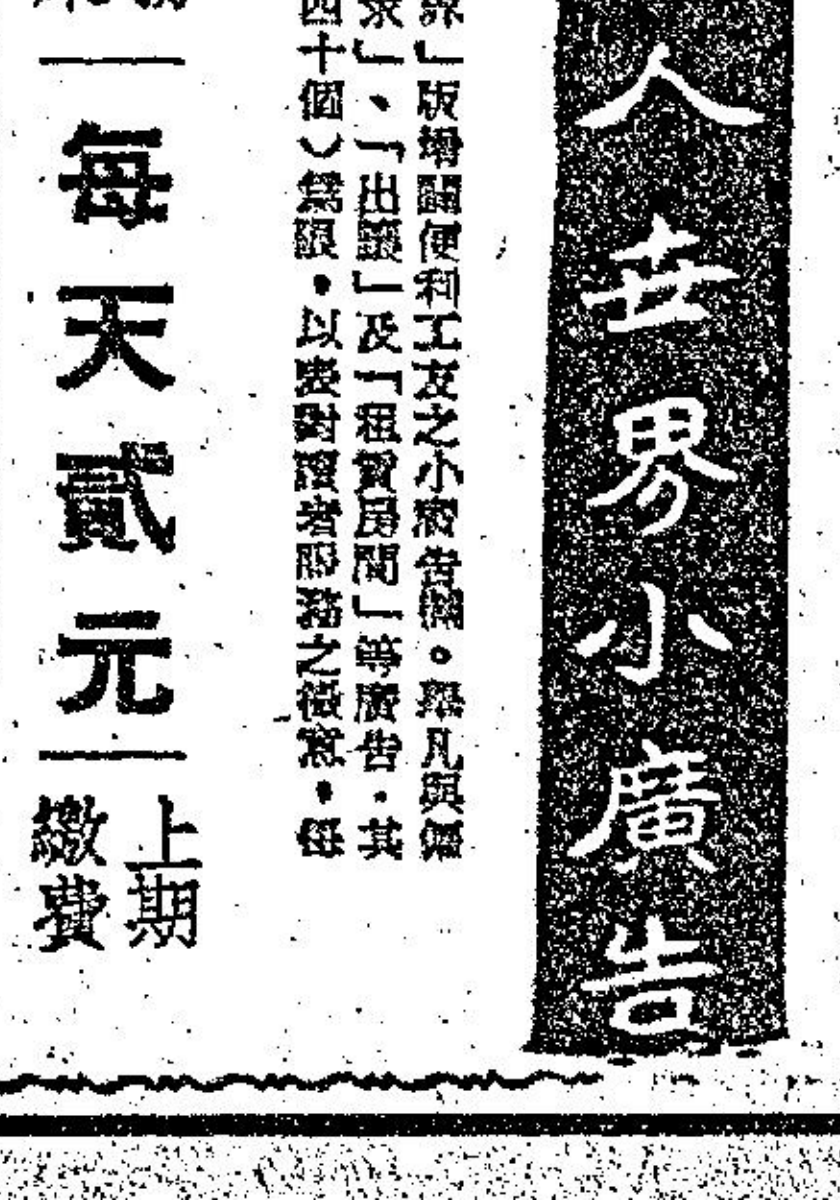 人世界小廣告
」版增闢便利工友之小廣告欄。舉凡與僱
求」、「出讓」及「租賃房間」等廣告．其
四十個）為限．以表對讀者服務之微意．每
每天貳元
上期
繳費